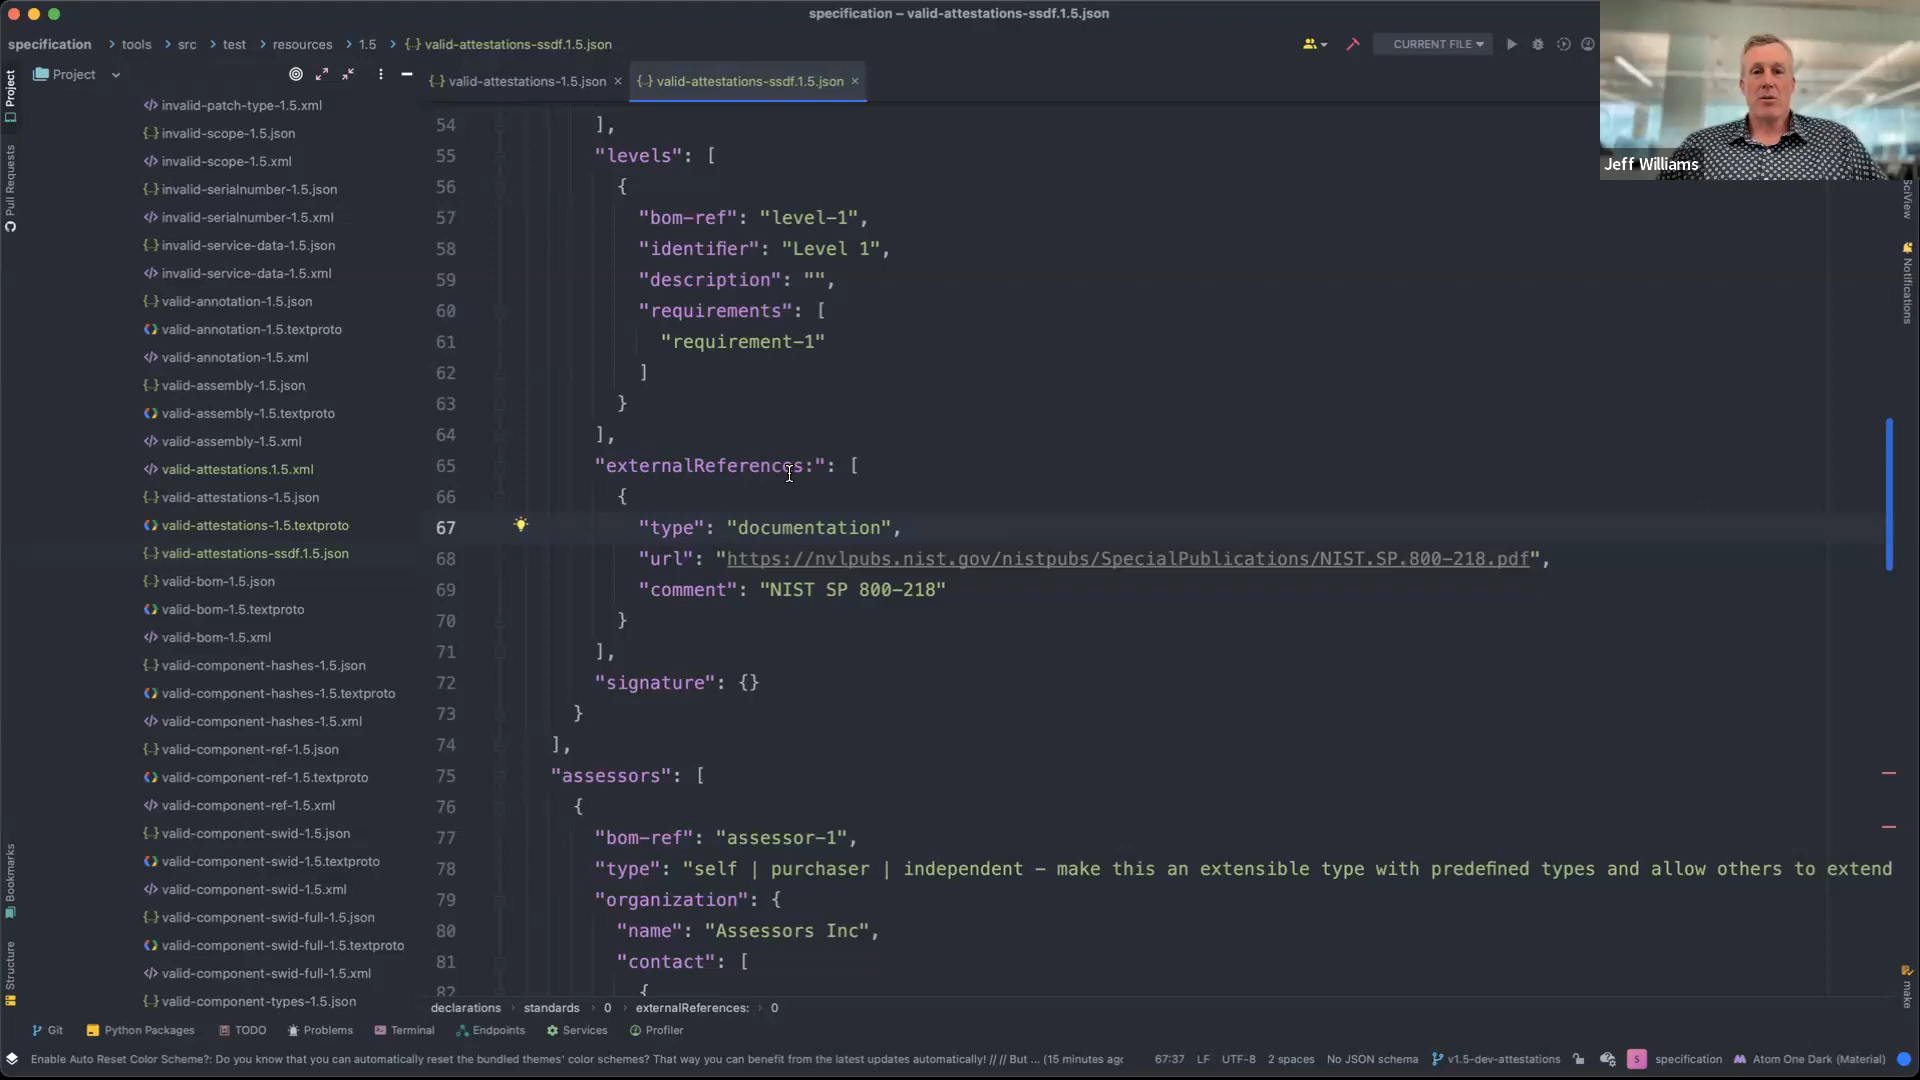 specification – valid-attestations-ssdf.1.5.json
specification > tools > src > test > resources > 1.5 > valid-attestations-ssdf.1.5.json
CURRENT FILE
Project
Project
Pull Requests
Bookmarks
Structure
invalid-patch-type-1.5.xml
invalid-scope-1.5.json
invalid-scope-1.5.xml
invalid-serialnumber-1.5.json
invalid-serialnumber-1.5.xml
invalid-service-data-1.5.json
invalid-service-data-1.5.xml
valid-annotation-1.5.json
valid-annotation-1.5.textproto
valid-annotation-1.5.xml
valid-assembly-1.5.json
valid-assembly-1.5.textproto
valid-assembly-1.5.xml
valid-attestations.1.5.xml
valid-attestations-1.5.json
valid-attestations-1.5.textproto
valid-attestations-ssdf.1.5.json
valid-bom-1.5.json
valid-bom-1.5.textproto
valid-bom-1.5.xml
valid-component-hashes-1.5.json
valid-component-hashes-1.5.textproto
valid-component-hashes-1.5.xml
valid-component-ref-1.5.json
valid-component-ref-1.5.textproto
valid-component-ref-1.5.xml
valid-component-swid-1.5.json
valid-component-swid-1.5.textproto
valid-component-swid-1.5.xml
valid-component-swid-full-1.5.json
valid-component-swid-full-1.5.textproto
valid-component-swid-full-1.5.xml
valid-component-types-1.5.json
valid-attestations-1.5.json × valid-attestations-ssdf.1.5.json ×
54 ],
55 "levels": [
56 {
57 "bom-ref": "level-1",
58 "identifier": "Level 1",
59 "description": "",
60 "requirements": [
61 "requirement-1"
62 ]
63 }
64 ],
65 "externalReferences:": [
66 {
67 "type": "documentation",
68 "url": "https://nvlpubs.nist.gov/nistpubs/SpecialPublications/NIST.SP.800-218.pdf",
69 "comment": "NIST SP 800-218"
70 }
71 ],
72 "signature": {}
73 }
74 ],
75 "assessors": [
76 {
77 "bom-ref": "assessor-1",
78 "type": "self | purchaser | independent – make this an extensible type with predefined types and allow others to extend
79 "organization": {
80 "name": "Assessors Inc",
81 "contact": [
82 {
Jeff Williams
SciView
Notifications
make
declarations > standards > 0 > externalReferences: > 0
Git Python Packages TODO Problems Terminal Endpoints Services Profiler
Enable Auto Reset Color Scheme?: Do you know that you can automatically reset the bundled themes' color schemes? That way you can benefit from the latest updates automatically! // // But ... (15 minutes ago 67:37 LF UTF-8 2 spaces No JSON schema v1.5-dev-attestations S specification Atom One Dark (Material)